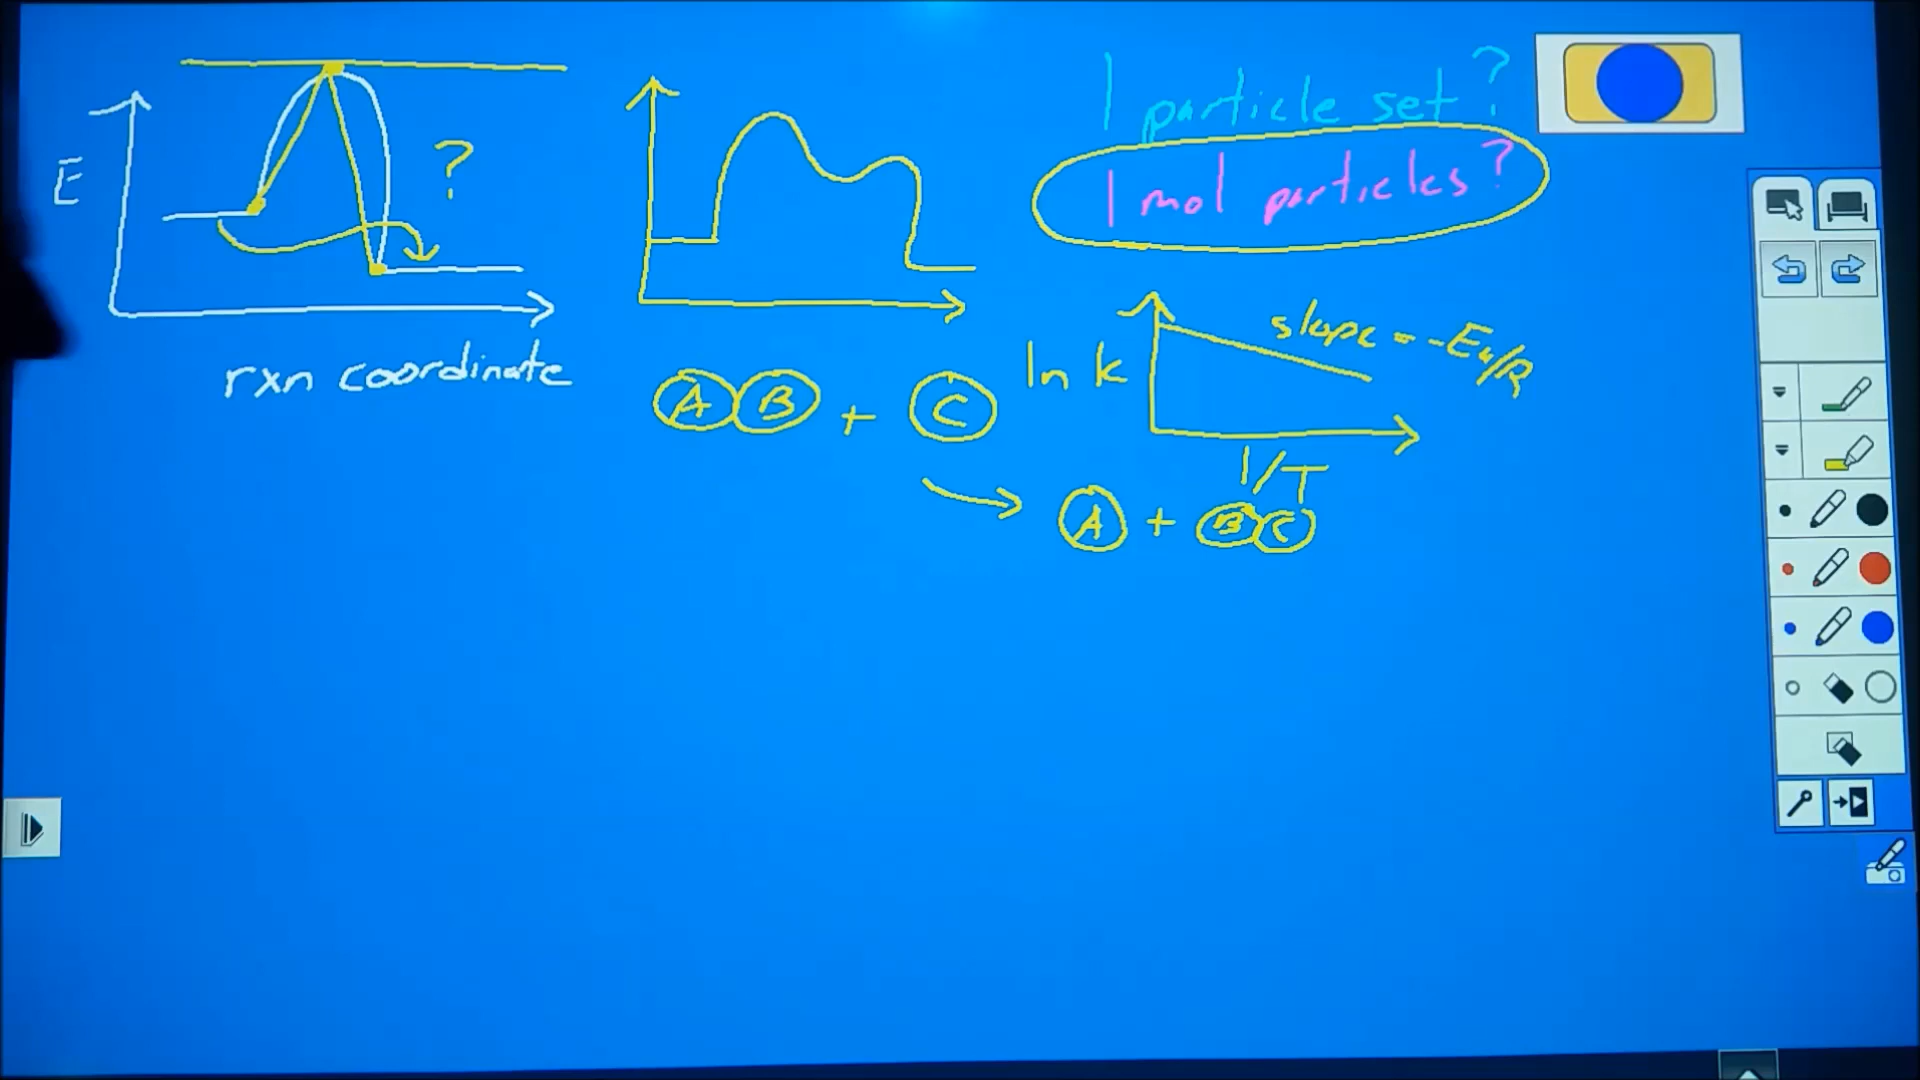 E
?
rxn coordinate
1 particle set?
1 mol particles?
ln k
slope = -Ea/R
1/T
A B + C
A + B C